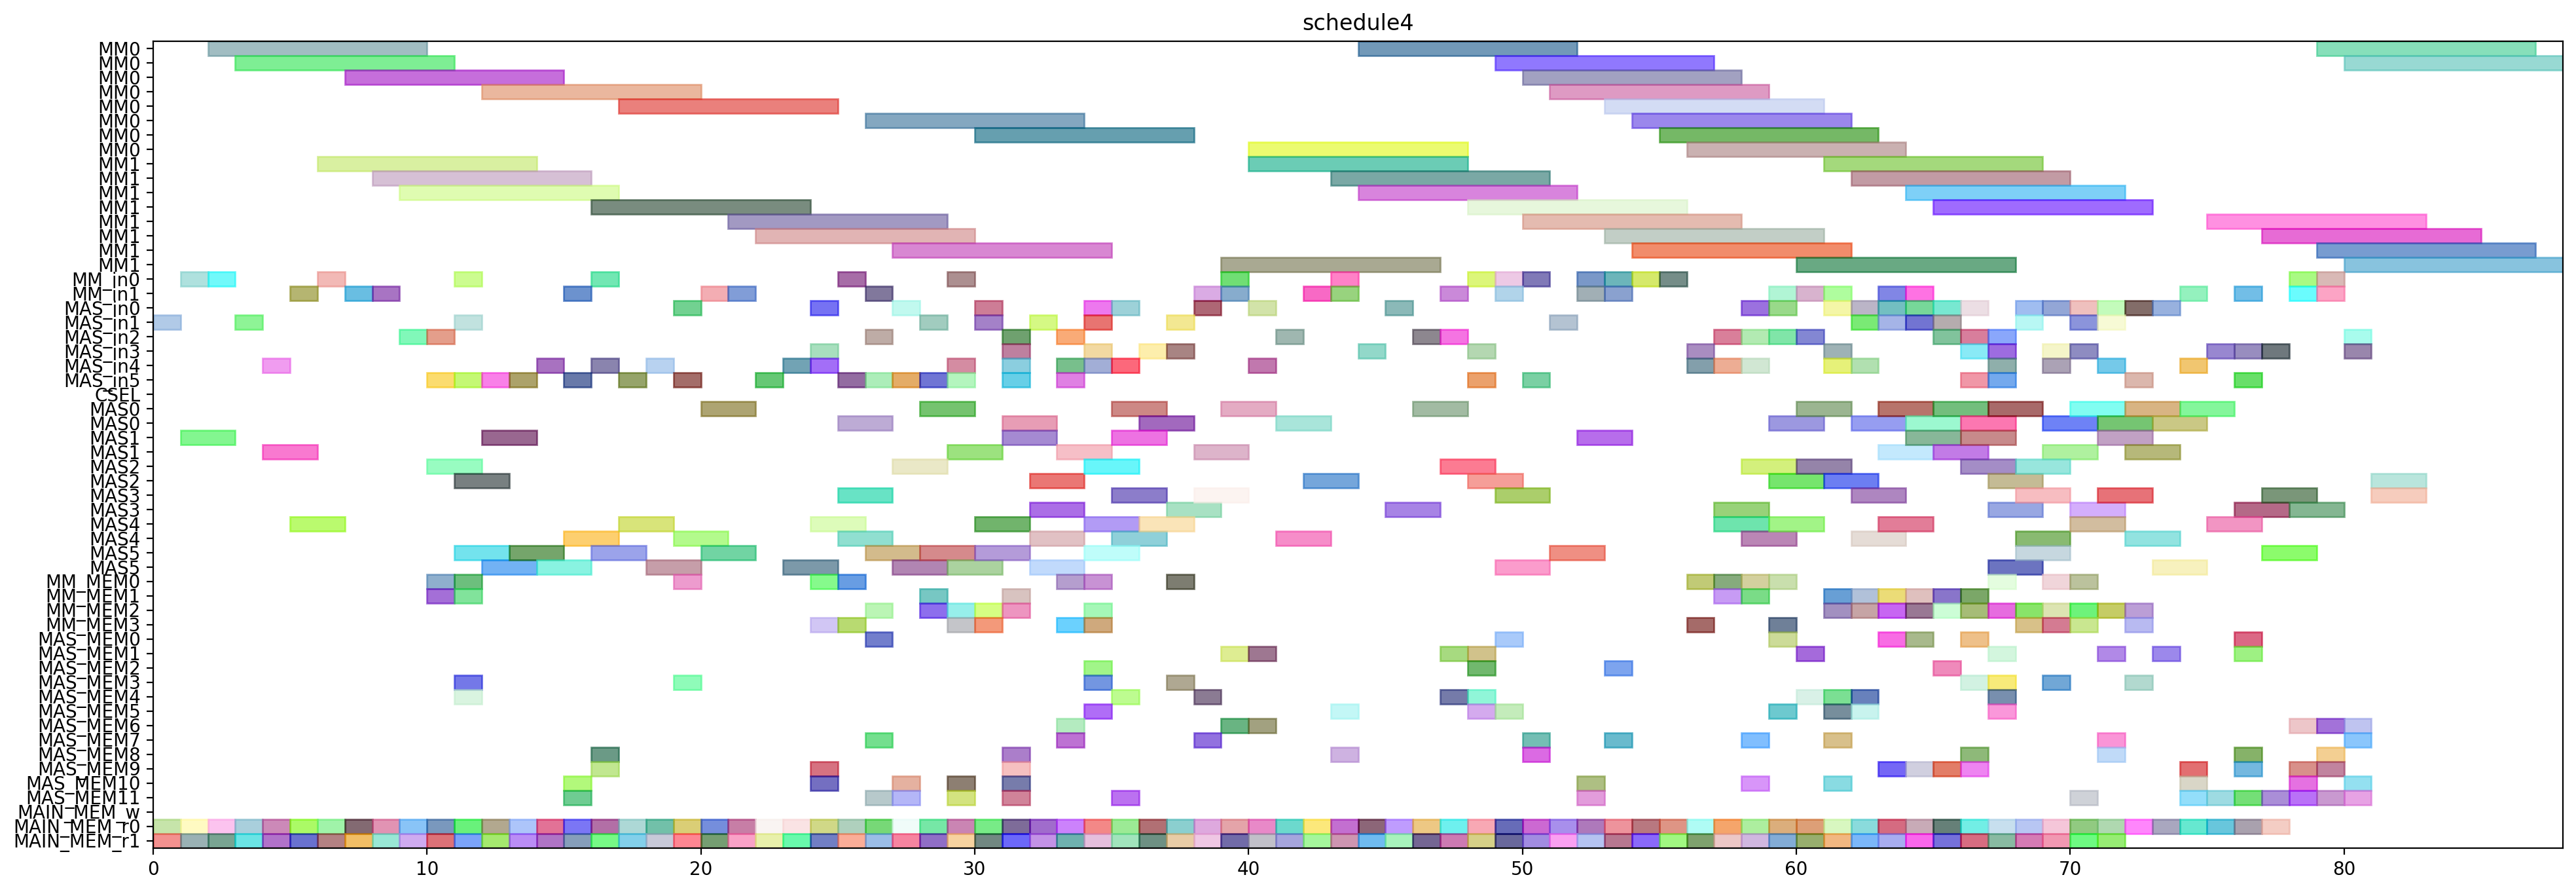 schedule4
MM0
MM0
MM0
MM0
MM0
MM0
MM0
MM0
MM1
MM1
MM1
MM1
MM1
MM1
MM1
MM1
MM_in0
MM_in1
MAS_in0
MAS_in1
MAS_in2
MAS_in3
MAS_in4
MAS_in5
CSEL
MAS0
MAS0
MAS1
MAS1
MAS2
MAS2
MAS3
MAS3
MAS4
MAS4
MAS5
MAS5
MM_MEM0
MM_MEM1
MM_MEM2
MM_MEM3
MAS_MEM0
MAS_MEM1
MAS_MEM2
MAS_MEM3
MAS_MEM4
MAS_MEM5
MAS_MEM6
MAS_MEM7
MAS_MEM8
MAS_MEM9
MAS_MEM10
MAS_MEM11
MAIN_MEM_w
MAIN_MEM_r0
MAIN_MEM_r1
0 10 20 30 40 50 60 70 80